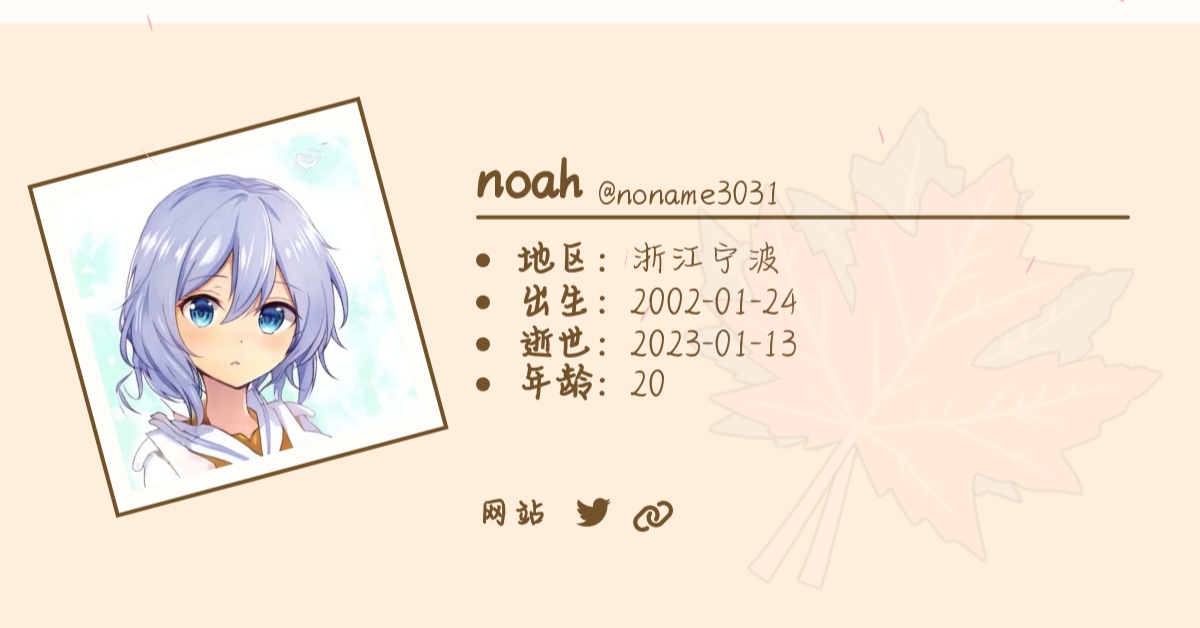 noah @noname3031
地区：浙江宁波
出生：2002-01-24
逝世：2023-01-13
年龄：20
网站